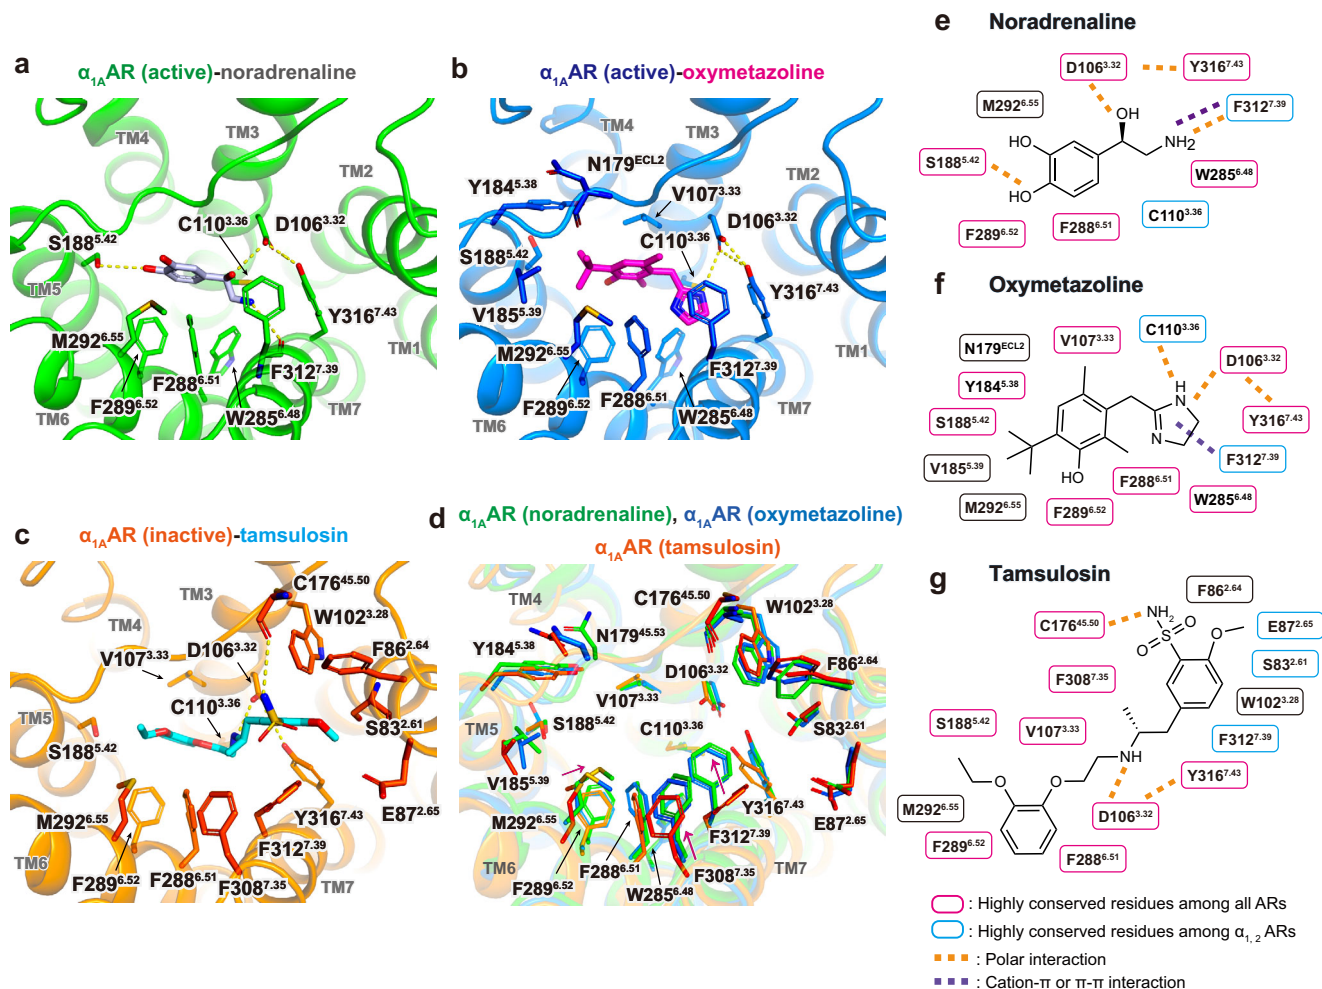 a
α1AAR (active)-noradrenaline
TM4
TM3
TM2
C1103.36
D1063.32
S1885.42
TM5
Y3167.43
M2926.55
TM1
F2886.51
F3127.39
F2896.52
TM7
TM6
W2856.48
b
α1AAR (active)-oxymetazoline
TM4
TM3
N179ECL2
Y1845.38
V1073.33
TM2
D1063.32
C1103.36
S1885.42
Y3167.43
V1855.39
M2926.55
TM1
F3127.39
F2896.52
F2886.51
TM7
TM6
W2856.48
c
α1AAR (inactive)-tamsulosin
TM3
C17645.50
W1023.28
TM4
D1063.32
V1073.33
F862.64
C1103.36
TM5
S1885.42
S832.61
E872.65
M2926.55
Y3167.43
F3127.39
TM6
F2896.52
F2886.51
F3087.35
TM7
d
α1AAR (noradrenaline), α1AAR (oxymetazoline)
α1AAR (tamsulosin)
C17645.50
TM4
W1023.28
N17945.53
Y1845.38
F862.64
D1063.32
V1073.33
S1885.42
C1103.36
S832.61
TM5
V1855.39
Y3167.43
M2926.55
E872.65
F3127.39
TM6
F2896.52
F2886.51
F3087.35
TM7
W2856.48
e
Noradrenaline
D1063.32
Y3167.43
M2926.55
F3127.39
OH
HO
NH2
S1885.42
W2856.48
HO
C1103.36
F2896.52
F2886.51
f
Oxymetazoline
C1103.36
V1073.33
N179ECL2
D1063.32
Y1845.38
H
N
S1885.42
Y3167.43
N
V1855.39
F3127.39
OH
F2886.51
M2926.55
F2896.52
W2856.48
g
Tamsulosin
F862.64
NH2
C17645.50
E872.65
O
S
O
O
S832.61
F3087.35
W1023.28
S1885.42
V1073.33
F3127.39
N
H
Y3167.43
O
O
M2926.55
D1063.32
F2896.52
F2886.51
: Highly conserved residues among all ARs
: Highly conserved residues among α1, 2 ARs
: Polar interaction
: Cation-π or π-π interaction